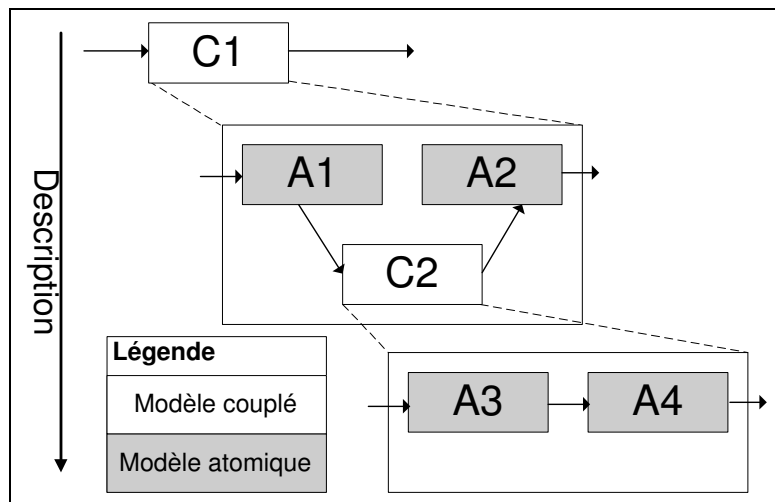 C1
Description
A1
A2
C2
Légende
Modèle couplé
Modèle atomique
A3
A4